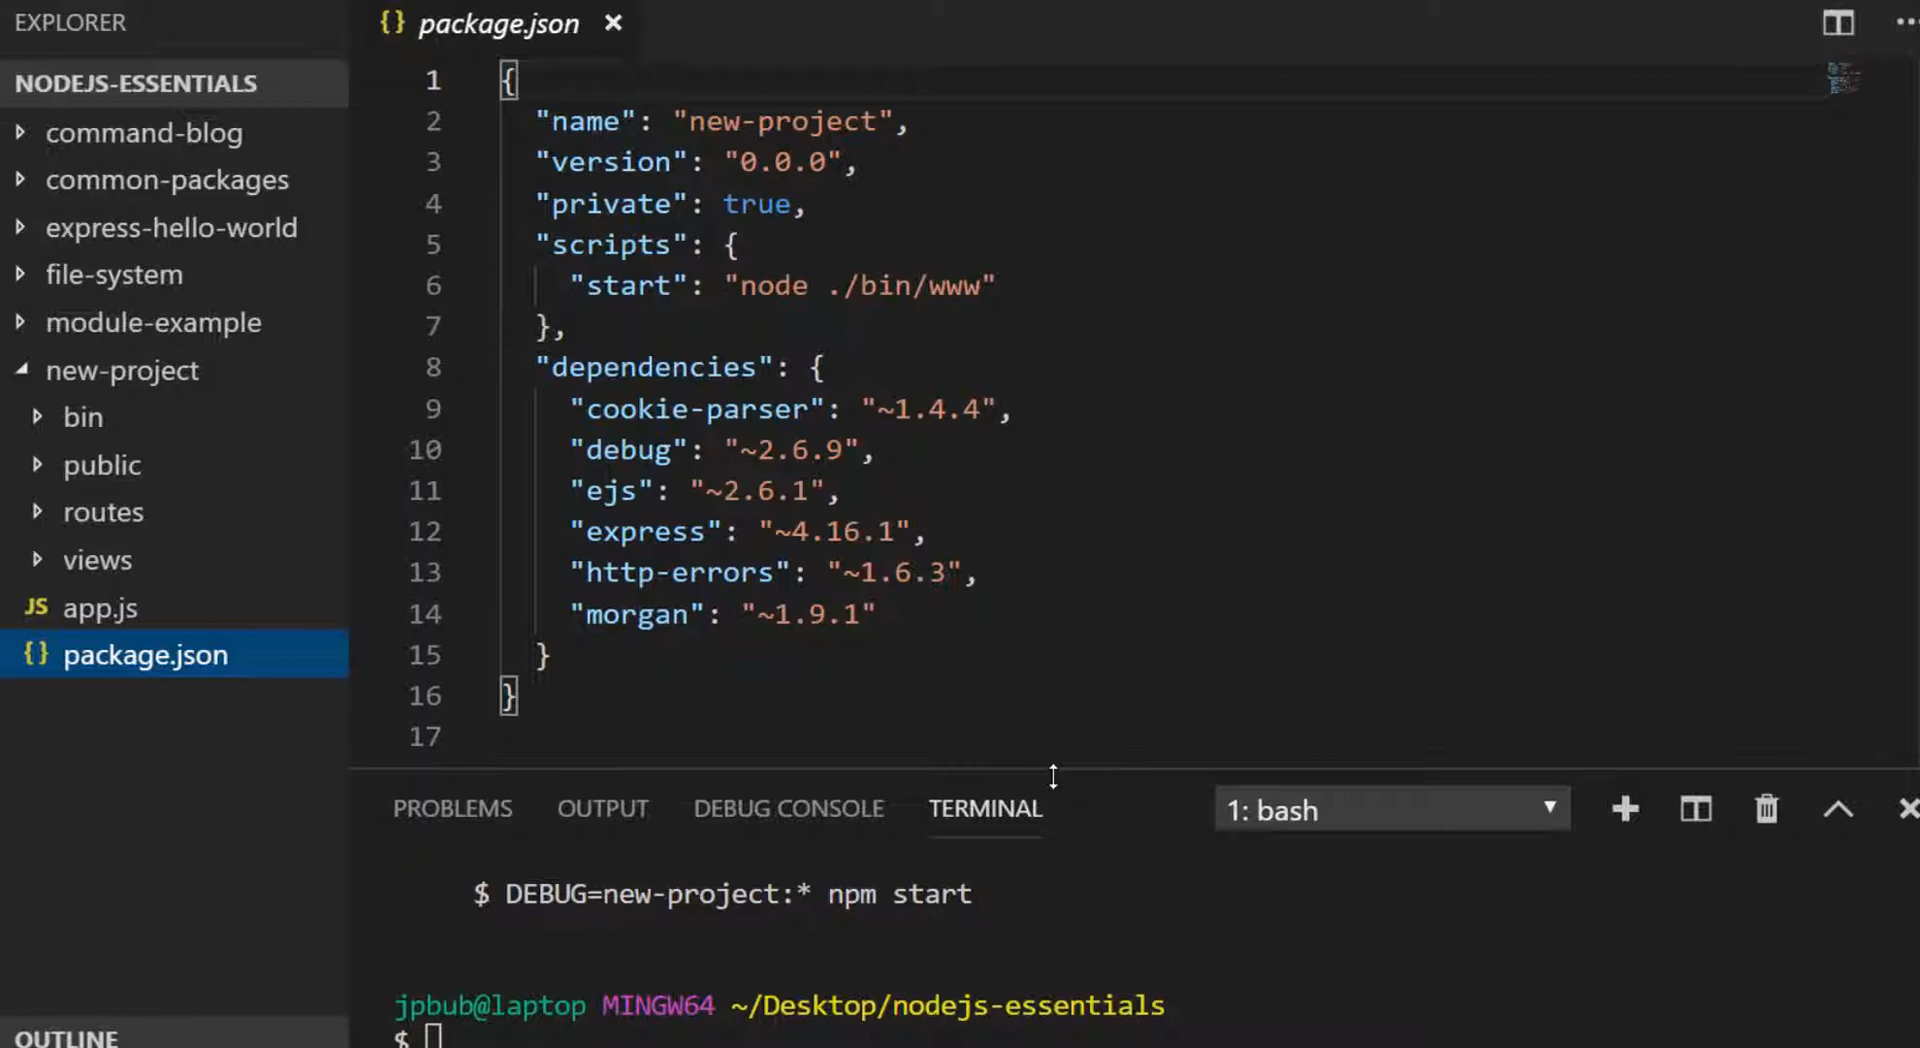 EXPLORER
NODEJS-ESSENTIALS
command-blog
common-packages
express-hello-world
file-system
module-example
new-project
bin
public
routes
views
JS app.js
{} package.json
OUTLINE
{} package.json ×
1 {
2 "name": "new-project",
3 "version": "0.0.0",
4 "private": true,
5 "scripts": {
6 "start": "node ./bin/www"
7 },
8 "dependencies": {
9 "cookie-parser": "~1.4.4",
10 "debug": "~2.6.9",
11 "ejs": "~2.6.1",
12 "express": "~4.16.1",
13 "http-errors": "~1.6.3",
14 "morgan": "~1.9.1"
15 }
16 }
17
PROBLEMS OUTPUT DEBUG CONSOLE TERMINAL 1: bash
$ DEBUG=new-project:* npm start
jpbub@laptop MINGW64 ~/Desktop/nodejs-essentials
$